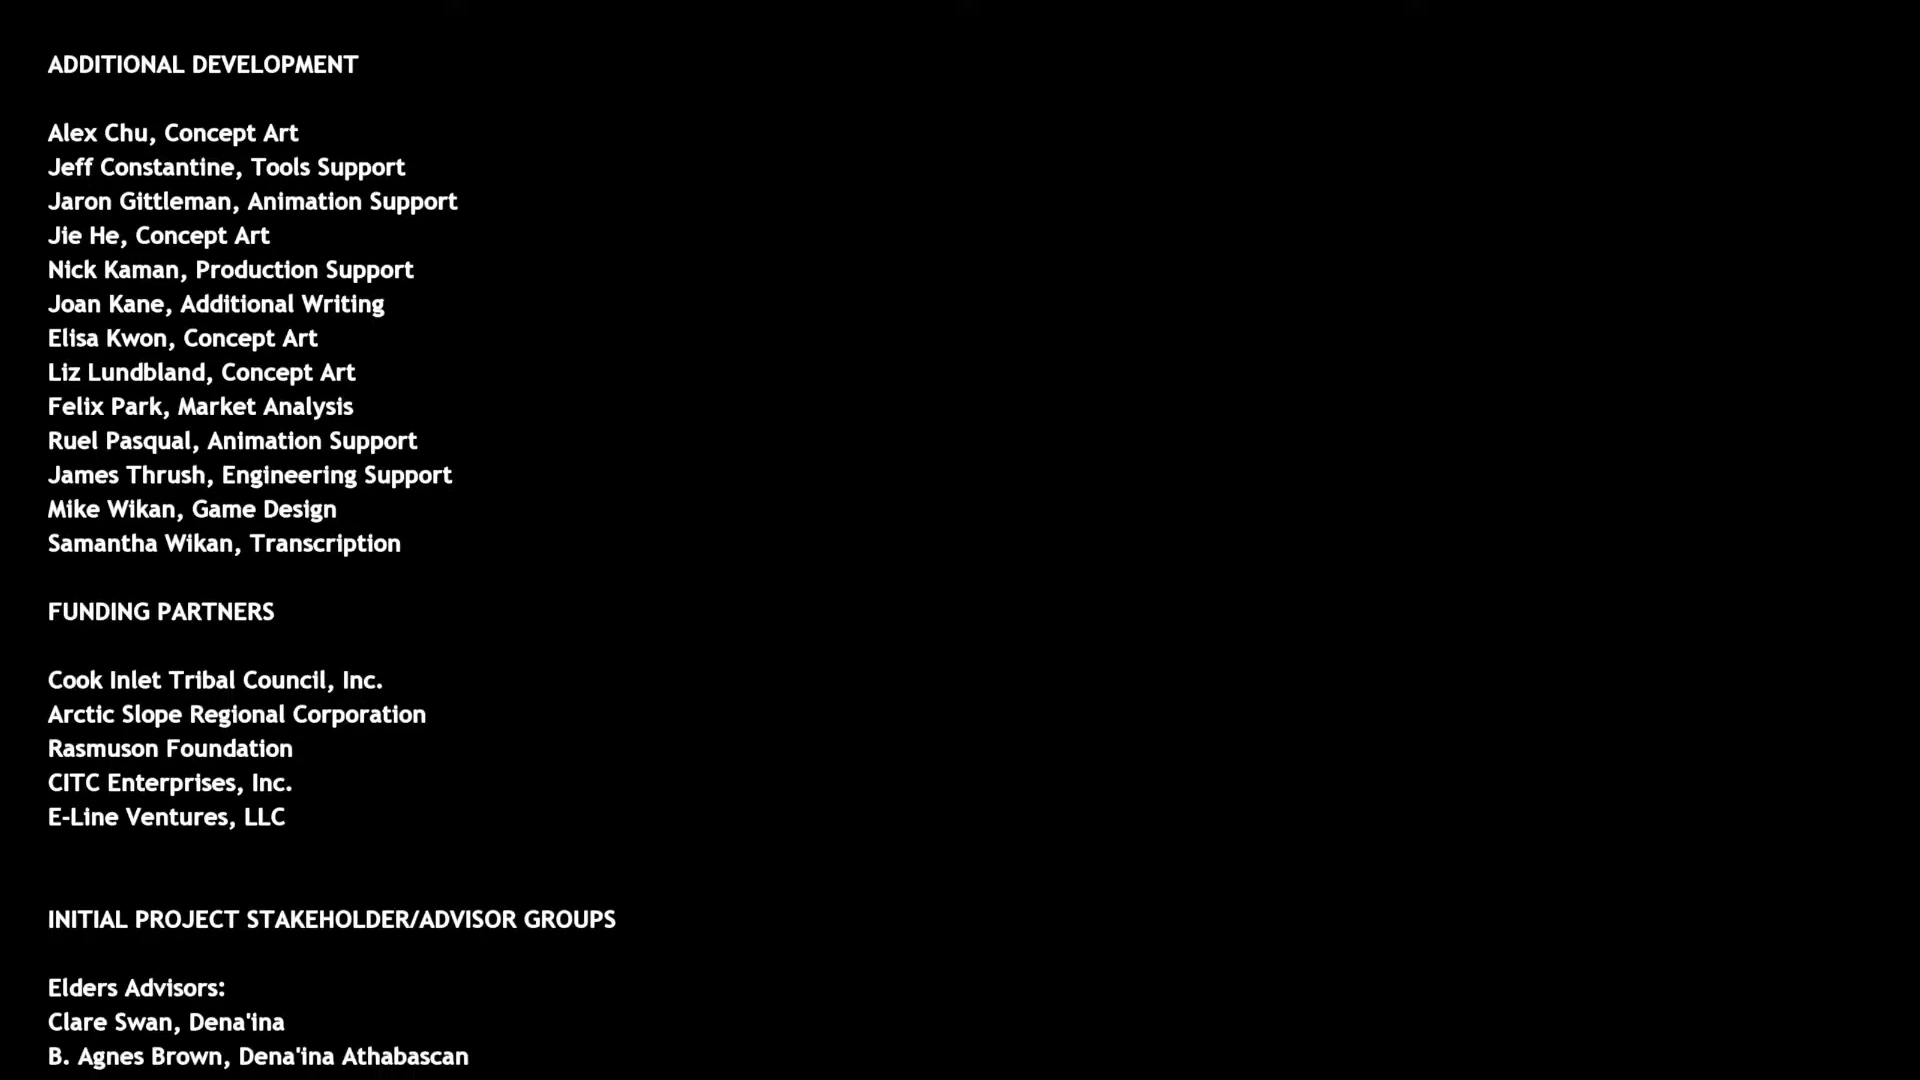 ADDITIONAL DEVELOPMENT
Alex Chu, Concept Art
Jeff Constantine, Tools Support
Jaron Gittleman, Animation Support
Jie He, Concept Art
Nick Kaman, Production Support
Joan Kane, Additional Writing
Elisa Kwon, Concept Art
Liz Lundbland, Concept Art
Felix Park, Market Analysis
Ruel Pasqual, Animation Support
James Thrush, Engineering Support
Mike Wikan, Game Design
Samantha Wikan, Transcription
FUNDING PARTNERS
Cook Inlet Tribal Council, Inc.
Arctic Slope Regional Corporation
Rasmuson Foundation
CITC Enterprises, Inc.
E-Line Ventures, LLC
INITIAL PROJECT STAKEHOLDER/ADVISOR GROUPS
Elders Advisors:
Clare Swan, Dena'ina
B. Agnes Brown, Dena'ina Athabascan